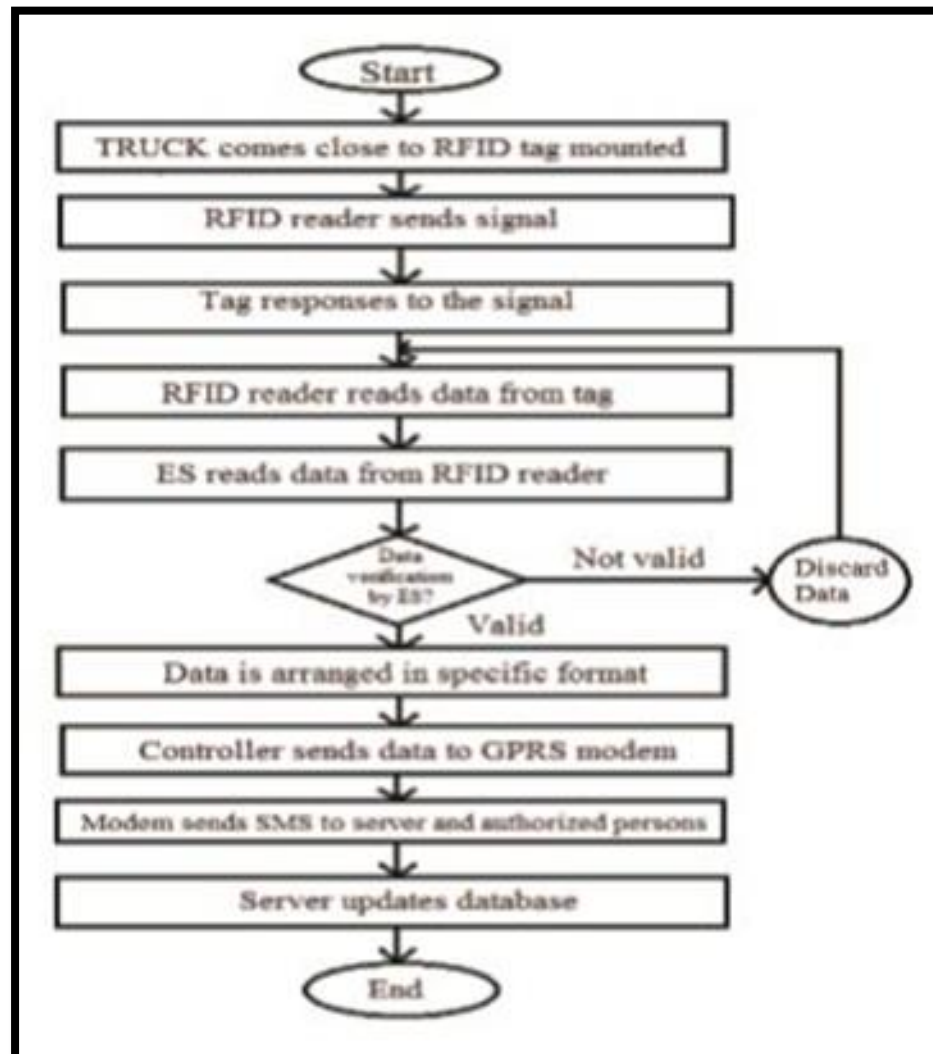 Start
TRUCK comes close to RFID tag mounted
RFID reader sends signal
Tag responses to the signal
RFID reader reads data from tag
ES reads data from RFID reader
Data
verification
by ES?
Not valid
Discard
Data
Valid
Data is arranged in specific format
Controller sends data to GPRS modem
Modem sends SMS to server and authorized persons
Server updates database
End